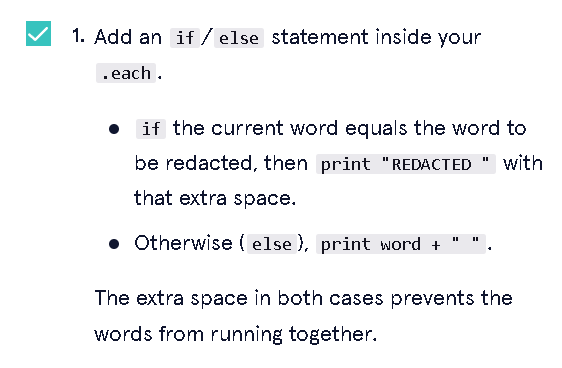 1. Add an if/else statement inside your
.each.
● if the current word equals the word to
be redacted, then print "REDACTED " with
that extra space.
● Otherwise (else), print word + " ".
The extra space in both cases prevents the
words from running together.